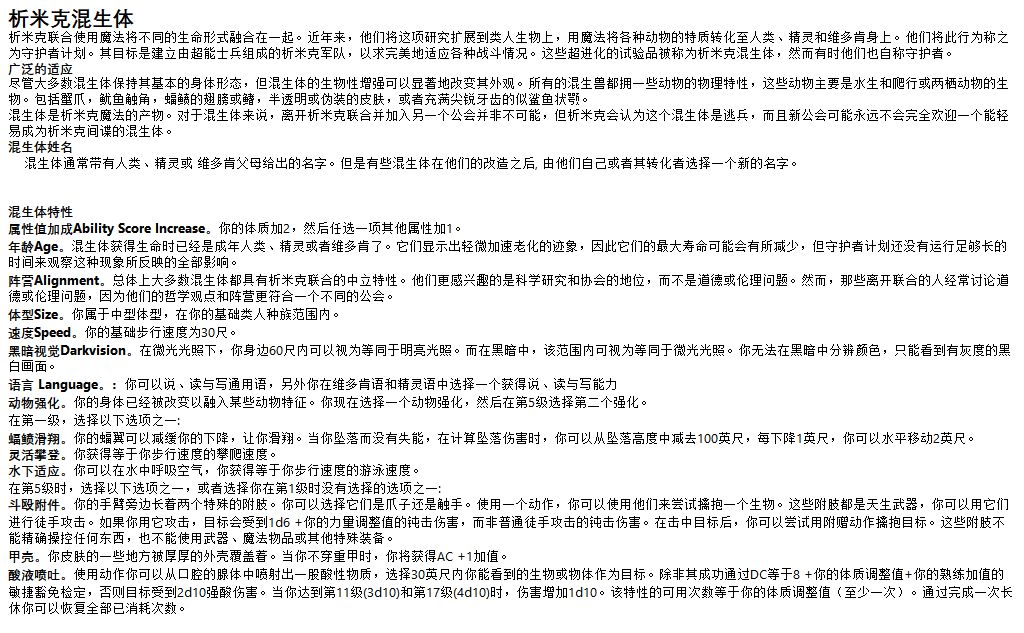 析米克混生体
析米克联合使用魔法将不同的生命形式融合在一起。近年来，他们将这项研究扩展到类人生物上，用魔法将各种动物的特质转化至人类、精灵和维多肯身上。他们将此行为称之
为守护者计划。其目标是建立由超能士兵组成的析米克军队，以求完美地适应各种战斗情况。这些超进化的试验品被称为析米克混生体，然而有时他们也自称守护者。
广泛的适应
尽管大多数混生体保持其基本的身体形态，但混生体的生物性增强可以显著地改变其外观。所有的混生兽都拥一些动物的物理特性，这些动物主要是水生和爬行或两栖动物的生
物。包括蟹爪，鱿鱼触角，蝠鲼的翅膀或鳍，半透明或伪装的皮肤，或者充满尖锐牙齿的似鲨鱼状颚。
混生体是析米克魔法的产物。对于混生体来说，离开析米克联合并加入另一个公会并非不可能，但析米克会认为这个混生体是逃兵，而且新公会可能永远不会完全欢迎一个能轻
易成为析米克间谍的混生体。
混生体姓名
混生体通常带有人类、精灵或 维多肯父母给出的名字。但是有些混生体在他们的改造之后, 由他们自己或者其转化者选择一个新的名字。
混生体特性
属性值加成Ability Score Increase。你的体质加2，然后任选一项其他属性加1。
年龄Age。混生体获得生命时已经是成年人类、精灵或者维多肯了。它们显示出轻微加速老化的迹象，因此它们的最大寿命可能会有所减少，但守护者计划还没有运行足够长的
时间来观察这种现象所反映的全部影响。
阵营Alignment。总体上大多数混生体都具有析米克联合的中立特性。他们更感兴趣的是科学研究和协会的地位，而不是道德或伦理问题。然而，那些离开联合的人经常讨论道
德或伦理问题，因为他们的哲学观点和阵营更符合一个不同的公会。
体型Size。你属于中型体型，在你的基础类人种族范围内。
速度Speed。你的基础步行速度为30尺。
黑暗视觉Darkvision。在微光光照下，你身边60尺内可以视为等同于明亮光照。而在黑暗中，该范围内可视为等同于微光光照。你无法在黑暗中分辨颜色，只能看到有灰度的黑
白画面。
语言 Language。：你可以说、读与写通用语，另外你在维多肯语和精灵语中选择一个获得说、读与写能力
动物强化。你的身体已经被改变以融入某些动物特征。你现在选择一个动物强化，然后在第5级选择第二个强化。
在第一级，选择以下选项之一:
蝠鲼滑翔。你的蝠翼可以减缓你的下降，让你滑翔。当你坠落而没有失能，在计算坠落伤害时，你可以从坠落高度中减去100英尺，每下降1英尺，你可以水平移动2英尺。
灵活攀登。你获得等于你步行速度的攀爬速度。
水下适应。你可以在水中呼吸空气，你获得等于你步行速度的游泳速度。
在第5级时，选择以下选项之一，或者选择你在第1级时没有选择的选项之一:
斗殴附件。你的手臂旁边长着两个特殊的附肢。你可以选择它们是爪子还是触手。使用一个动作，你可以使用他们来尝试擒抱一个生物。这些附肢都是天生武器，你可以用它们
进行徒手攻击。如果你用它攻击，目标会受到1d6 +你的力量调整值的钝击伤害，而非普通徒手攻击的钝击伤害。在击中目标后，你可以尝试用附赠动作擒抱目标。这些附肢不
能精确操控任何东西，也不能使用武器、魔法物品或其他特殊装备。
甲壳。你皮肤的一些地方被厚厚的外壳覆盖着。当你不穿重甲时，你将获得AC +1加值。
酸液喷吐。使用动作你可以从口腔的腺体中喷射出一股酸性物质，选择30英尺内你能看到的生物或物体作为目标。除非其成功通过DC等于8 +你的体质调整值+你的熟练加值的
敏捷豁免检定，否则目标受到2d10强酸伤害。当你达到第11级(3d10)和第17级(4d10)时，伤害增加1d10。该特性的可用次数等于你的体质调整值（至少一次）。通过完成一次长
休你可以恢复全部已消耗次数。